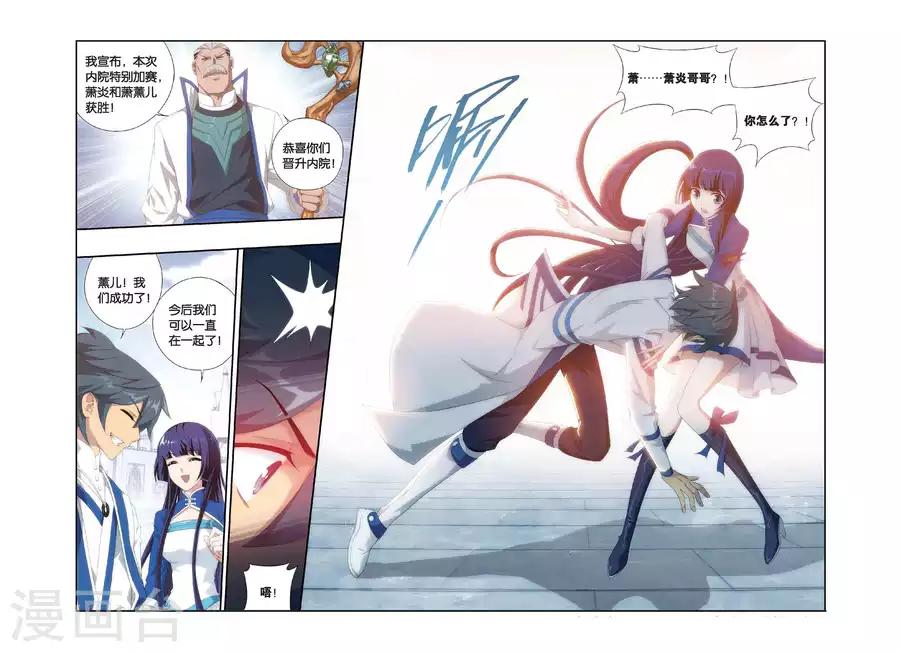 我宣布，本次
内院特别加赛，
萧炎和萧薰儿
获胜！
恭喜你们
晋升内院！
薰儿！我
们成功了！
今后我们
可以一直
在一起了！
唔！
萧……萧炎哥哥？！
你怎么了？！
漫画台